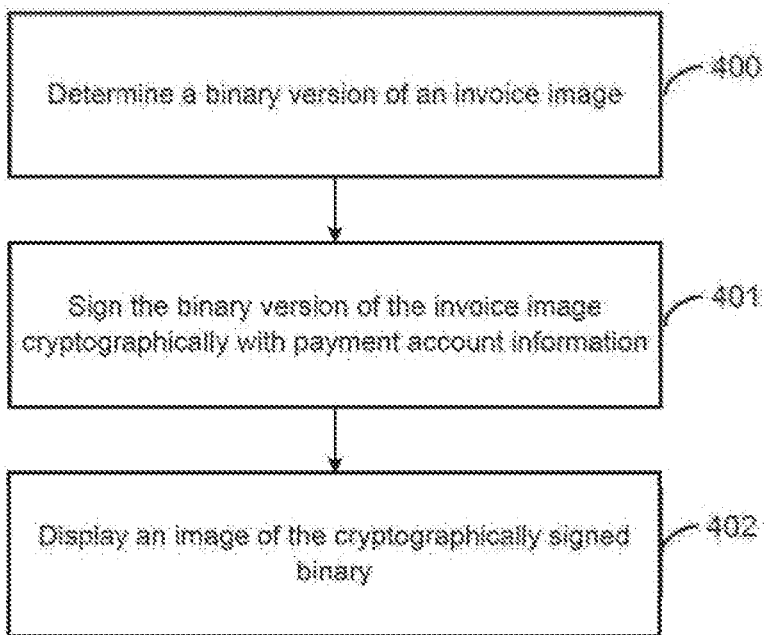 Determine a binary version of an invoice image
400
Sign the binary version of the invoice image
cryptographically with payment account information
401
Display an image of the cryptographically signed
binary
402